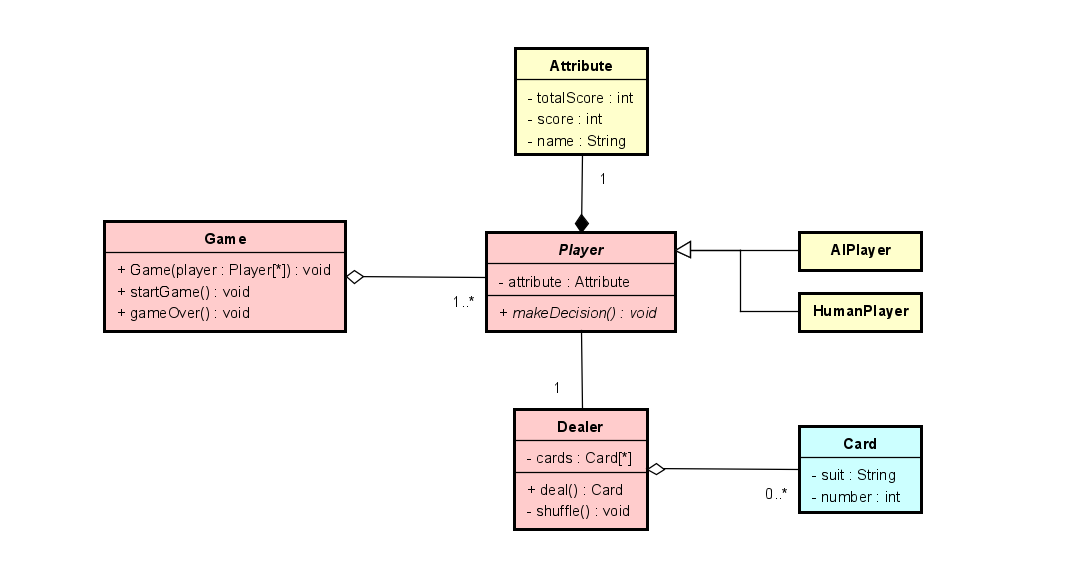 Attribute
- totalScore : int
- score : int
- name : String
1
Game
+ Game(player : Player[*]) : void
+ startGame() : void
+ gameOver() : void
1..*
Player
- attribute : Attribute
+ makeDecision() : void
AIPlayer
HumanPlayer
1
Dealer
- cards : Card[*]
+ deal() : Card
- shuffle() : void
0..*
Card
- suit : String
- number : int